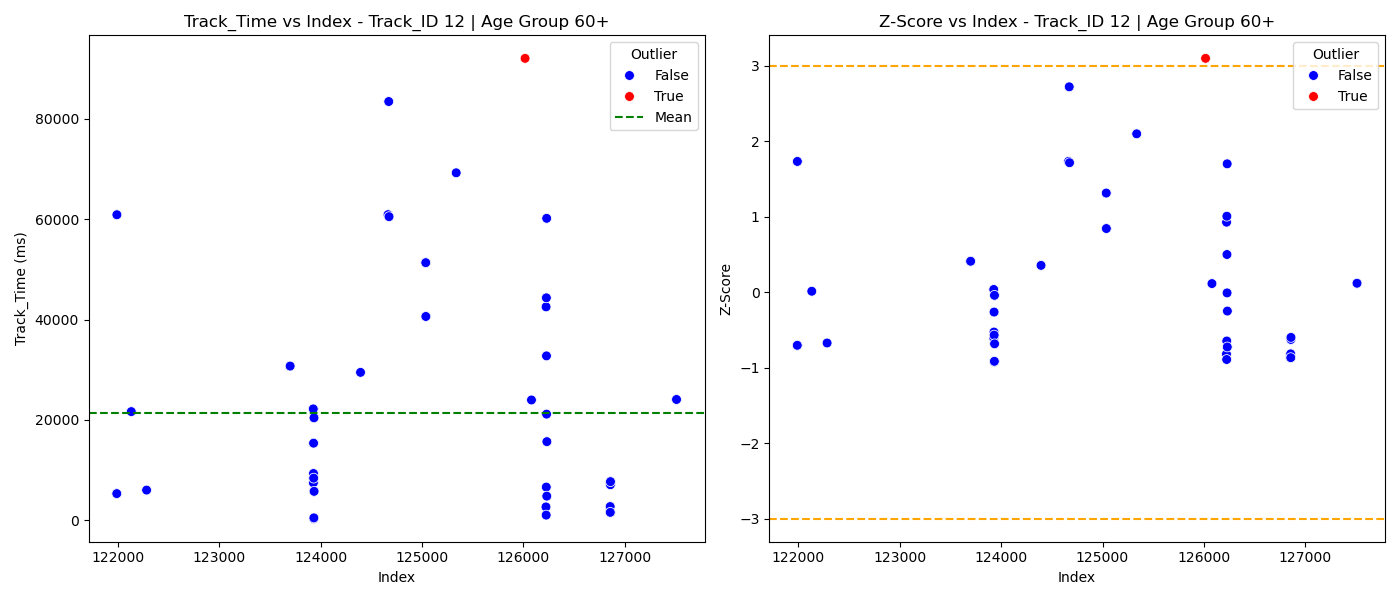 Track_Time vs Index - Track_ID 12 | Age Group 60+
Outlier
False
True
Mean
Track_Time (ms)
80000
60000
40000
20000
0
122000 123000 124000 125000 126000 127000
Index
Z-Score vs Index - Track_ID 12 | Age Group 60+
Outlier
False
True
Z-Score
3
2
1
0
−1
−2
−3
122000 123000 124000 125000 126000 127000
Index